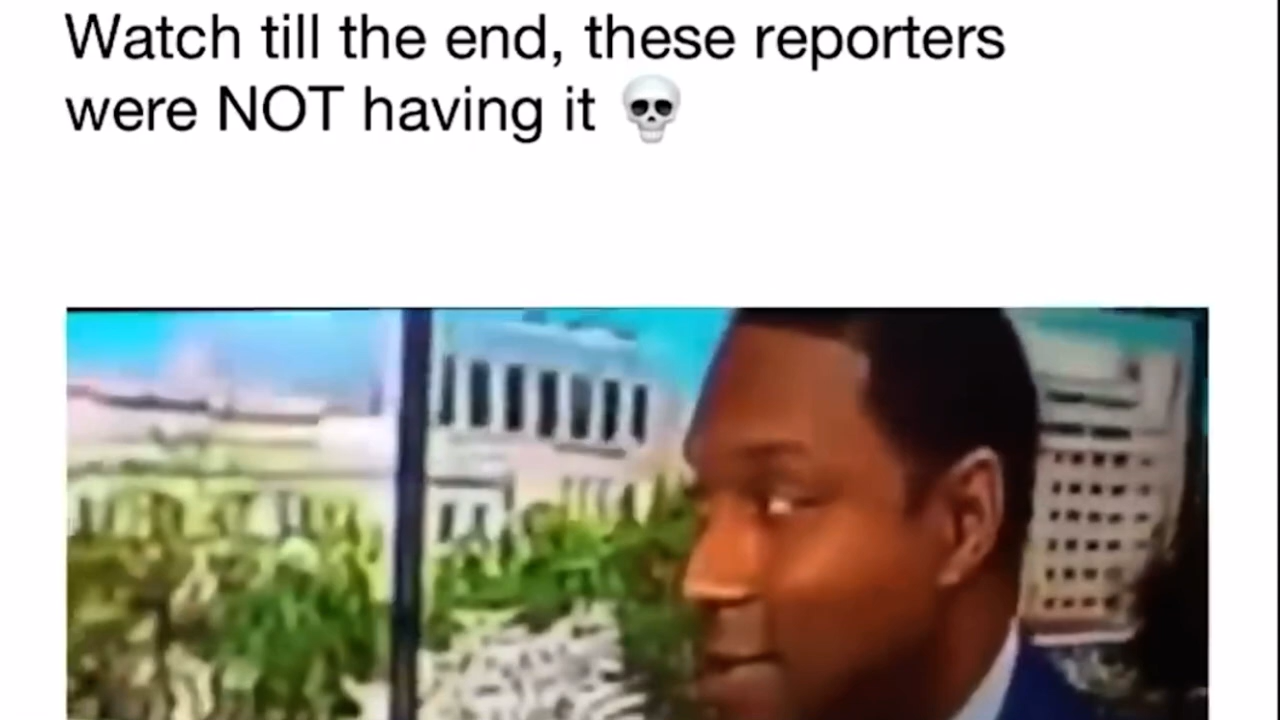 Watch till the end, these reporters
were NOT having it 💀